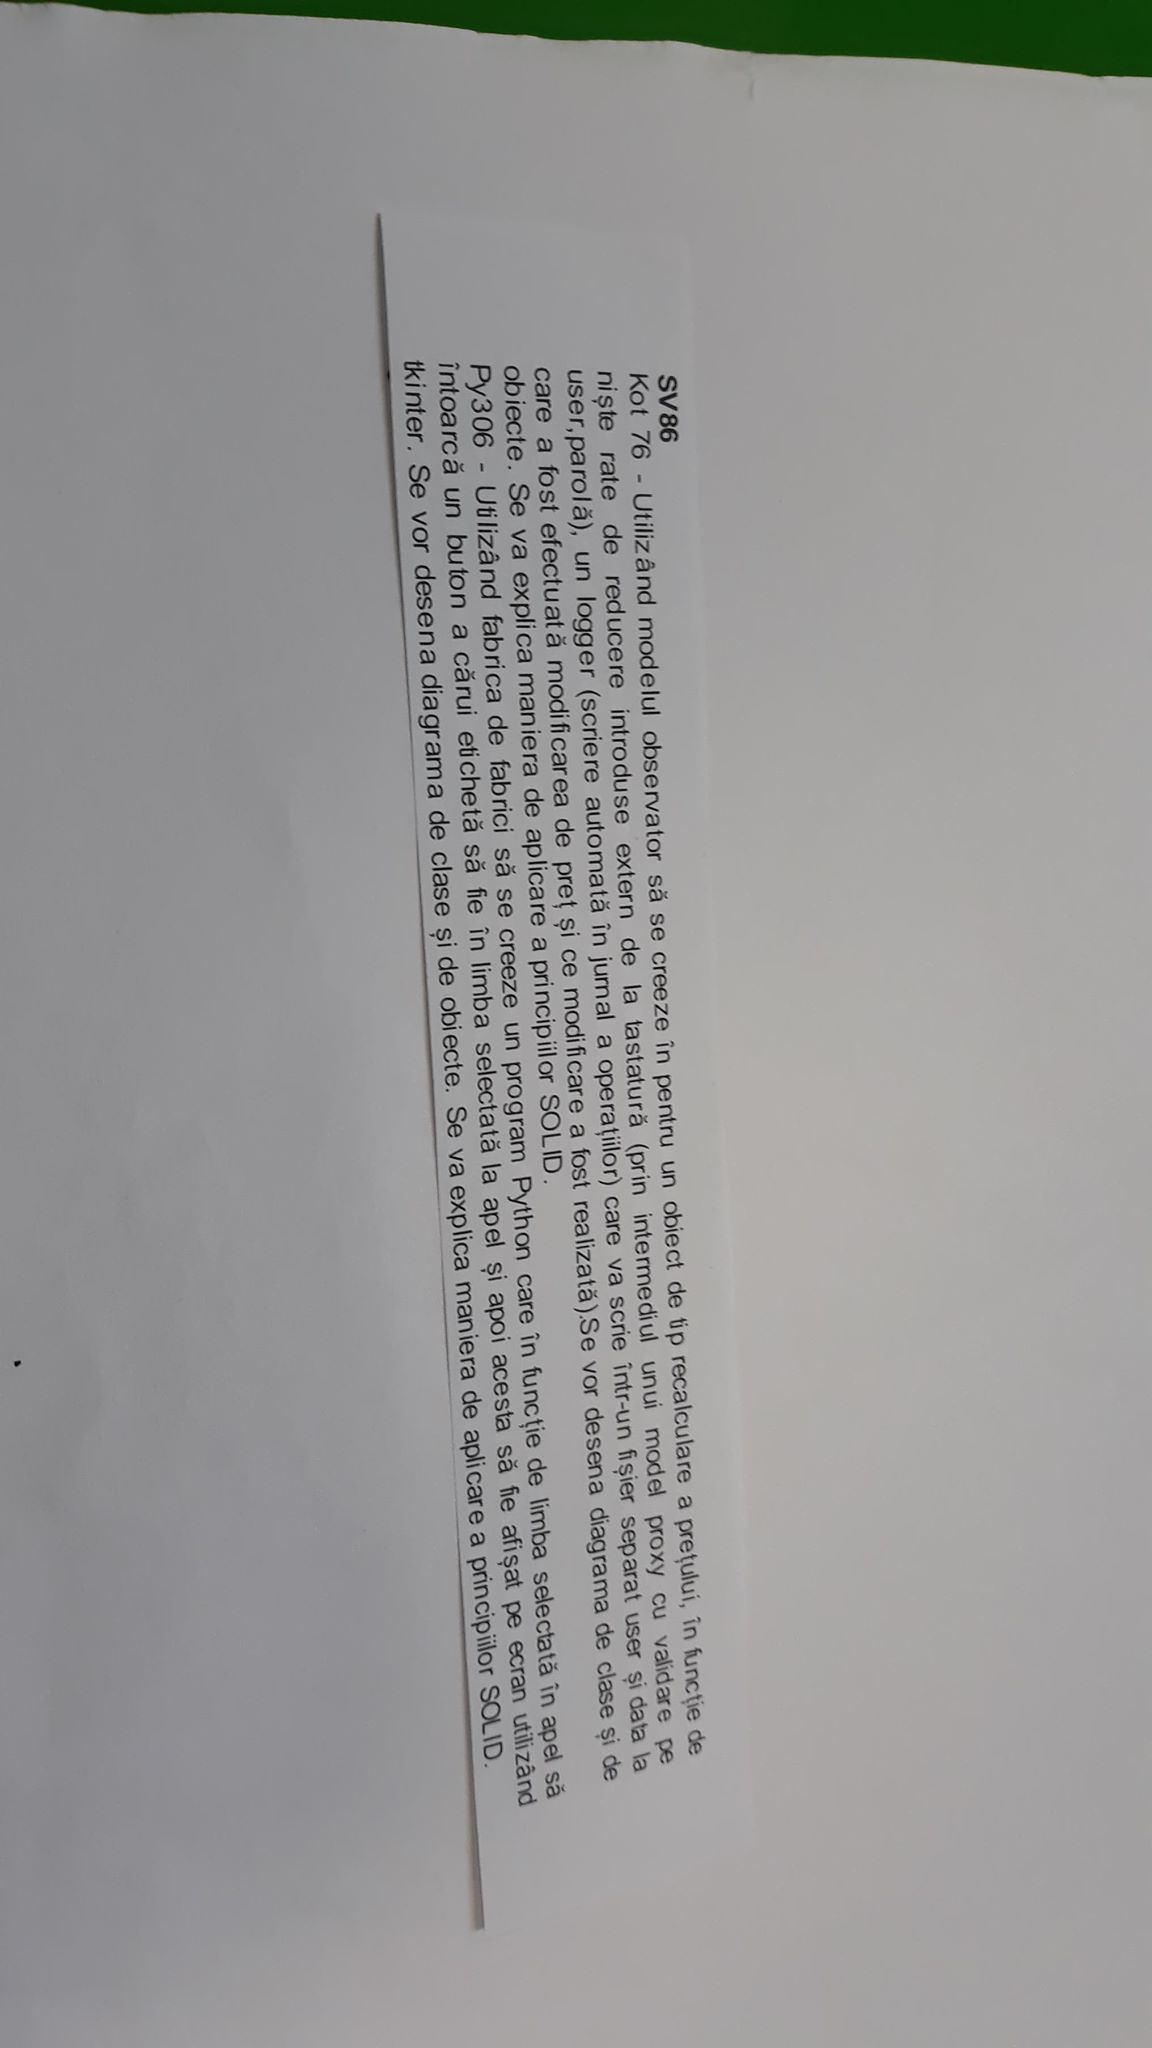 SV86
Kot 76 - Utilizând modelul observator să se creeze în pentru un obiect de tip recalculare a prețului, în funcție de
niște rate de reducere introduse extern de la tastatură (prin intermediul unui model proxy cu validare pe
user,parolă), un logger (scriere automată în jurnal a operațiilor) care va scrie într-un fișier separat user și data la
care a fost efectuată modificarea de preț și ce modificare a fost realizată).Se vor desena diagrama de clase și de
obiecte. Se va explica maniera de aplicare a principiilor SOLID.
Py306 - Utilizând fabrica de fabrici să se creeze un program Python care în funcție de limba selectată în apel să
întoarcă un buton a cărui etichetă să fie în limba selectată la apel și apoi acesta să fie afișat pe ecran utilizând
tkinter. Se vor desena diagrama de clase și de obiecte. Se va explica maniera de aplicare a principiilor SOLID.